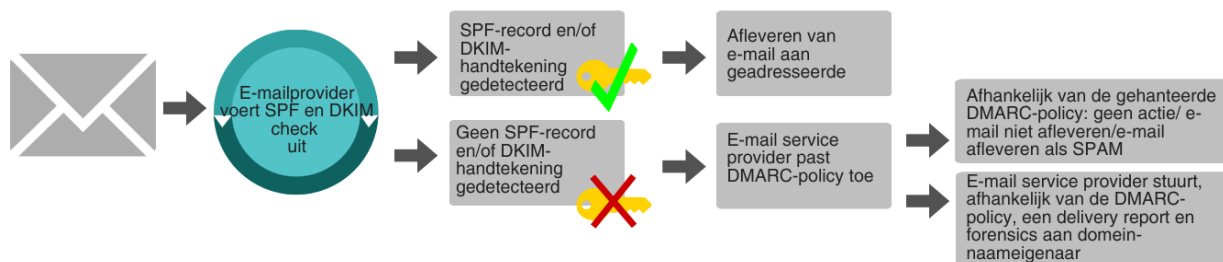 E-mailprovider
voert SPF en DKIM
check
uit
SPF-record en/of
DKIM-
handtekening
gedetecteerd
Afleveren van
e-mail aan
geadresseerde
Geen SPF-record
en/of DKIM-
handtekening
gedetecteerd
E-mail service
provider past
DMARC-policy toe
Afhankelijk van de gehanteerde
DMARC-policy: geen actie/ e-
mail niet afleveren/e-mail
afleveren als SPAM
E-mail service provider stuurt,
afhankelijk van de DMARC-
policy, een delivery report en
forensics aan domein-
naameigenaar